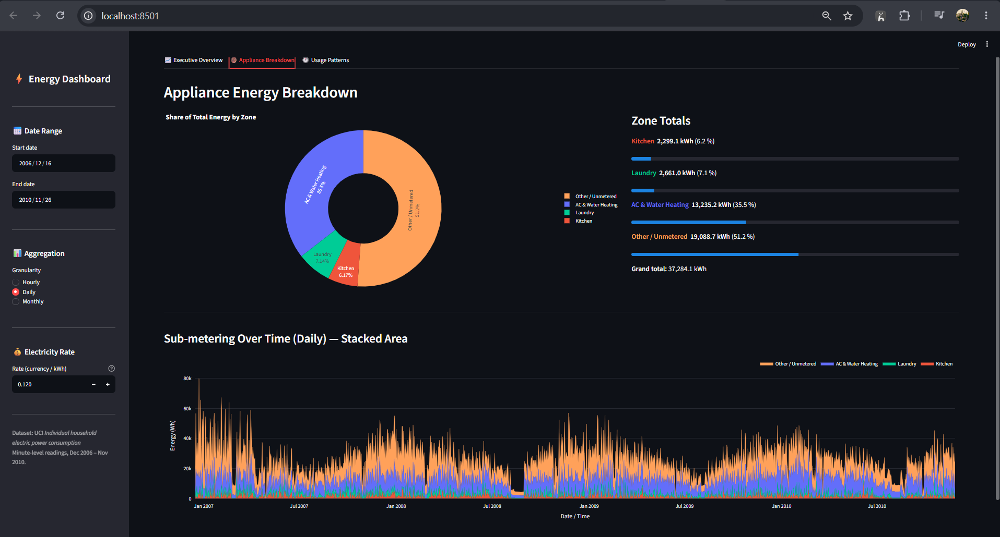 localhost:8501
Deploy
Energy Dashboard
Date Range
Start date
2006 / 12 / 16
End date
2010 / 11 / 26
Aggregation
Granularity
Hourly
Daily
Monthly
Electricity Rate
Rate (currency / kWh)
0.120
Dataset: UCI Individual household
electric power consumption
Minute-level readings, Dec 2006 – Nov
2010.
Executive Overview
Appliance Breakdown
Usage Patterns
Appliance Energy Breakdown
Share of Total Energy by Zone
AC & Water Heating
35.5%
Other / Unmetered
51.2%
Laundry
7.14%
Kitchen
6.17%
Other / Unmetered
AC & Water Heating
Laundry
Kitchen
Zone Totals
Kitchen 2,299.1 kWh (6.2 %)
Laundry 2,661.0 kWh (7.1 %)
AC & Water Heating 13,235.2 kWh (35.5 %)
Other / Unmetered 19,088.7 kWh (51.2 %)
Grand total: 37,284.1 kWh
Sub-metering Over Time (Daily) — Stacked Area
Other / Unmetered
AC & Water Heating
Laundry
Kitchen
Energy (Wh)
80k
60k
40k
20k
0
Jan 2007
Jul 2007
Jan 2008
Jul 2008
Jan 2009
Jul 2009
Jan 2010
Jul 2010
Date / Time